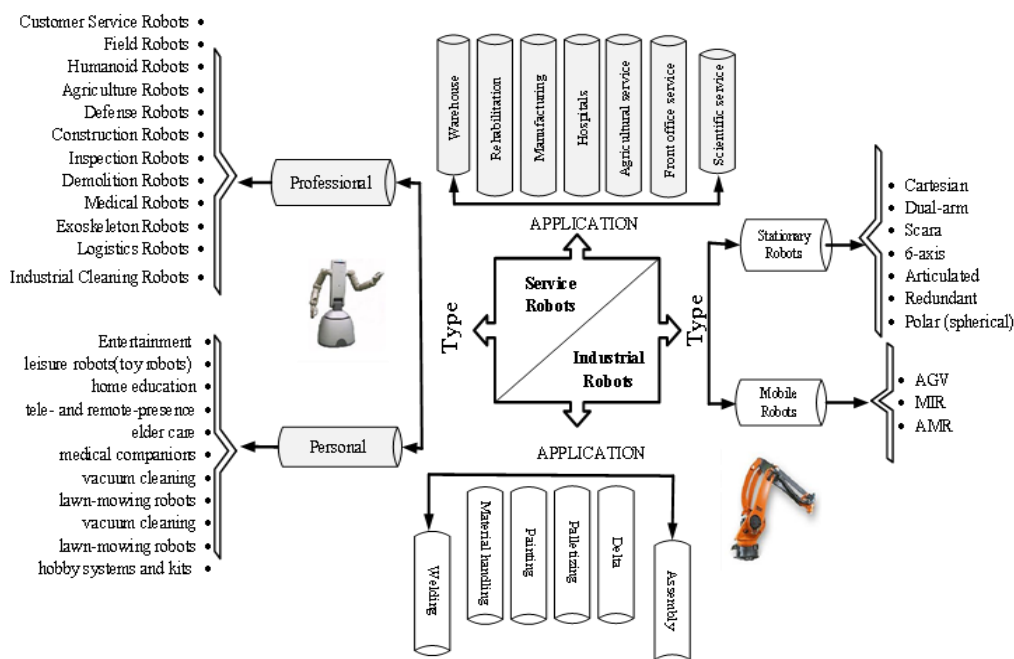 Customer Service Robots
Field Robots
Humanoid Robots
Agriculture Robots
Defense Robots
Construction Robots
Inspection Robots
Demolition Robots
Medical Robots
Exoskeleton Robots
Logistics Robots
Industrial Cleaning Robots
Professional
Entertainment
leisure robots(toy robots)
home education
tele- and remote-presence
elder care
medical companions
vacuum cleaning
lawn-mowing robots
vacuum cleaning
lawn-mowing robots
hobby systems and kits
Personal
Warehouse
Rehabilitation
Manufacturing
Hospitals
Agricultural service
Front office service
Scientific service
APPLICATION
Type
Service
Robots
Industrial
Robots
Type
APPLICATION
Welding
Material handling
Painting
Palletizing
Delta
Assembly
Stationary
Robots
Cartesian
Dual-arm
Scara
6-axis
Articulated
Redundant
Polar (spherical)
Mobile
Robots
AGV
MIR
AMR